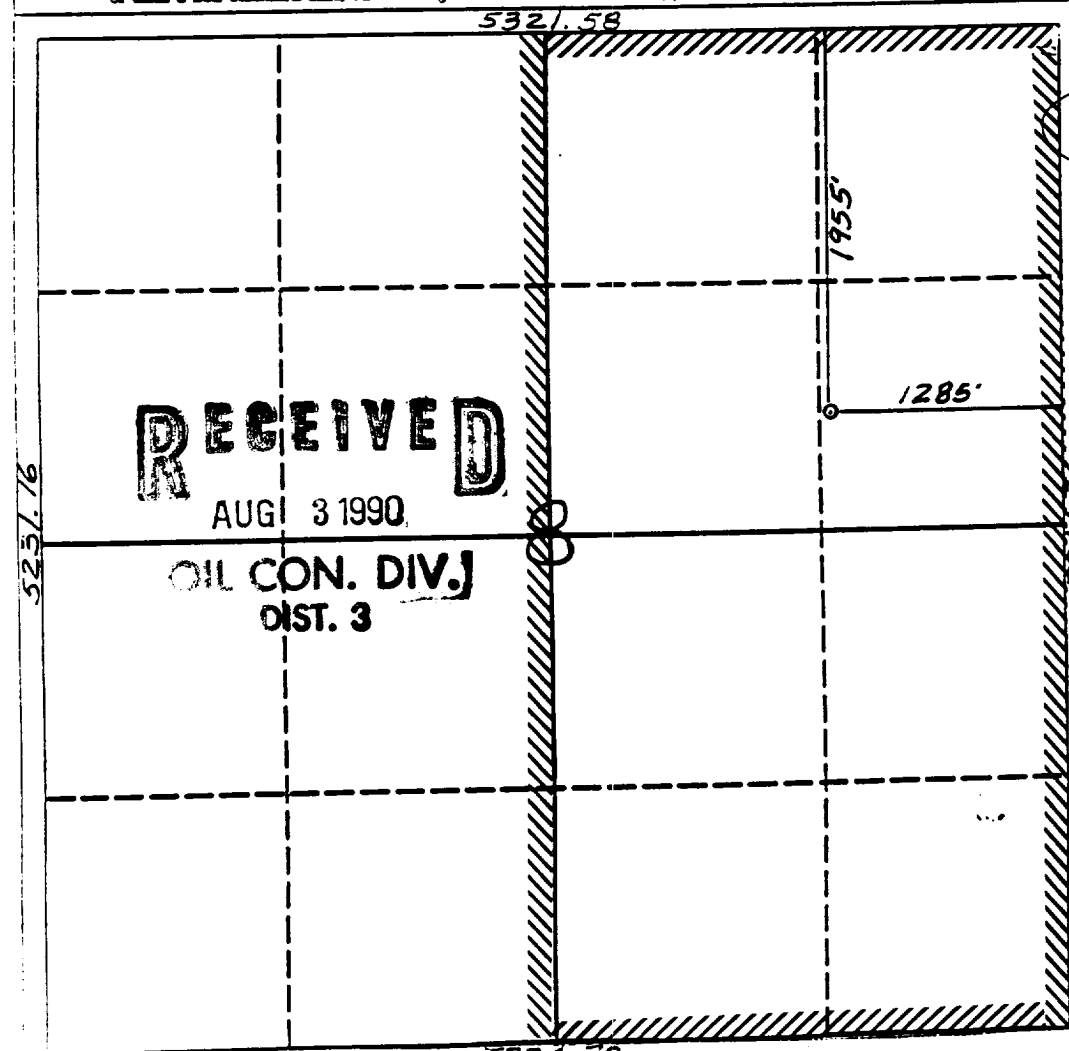 5321.58
1955'
1285'
RECEIVED
AUG 3 1990
8
5231.16
OIL CON. DIV.
DIST. 3